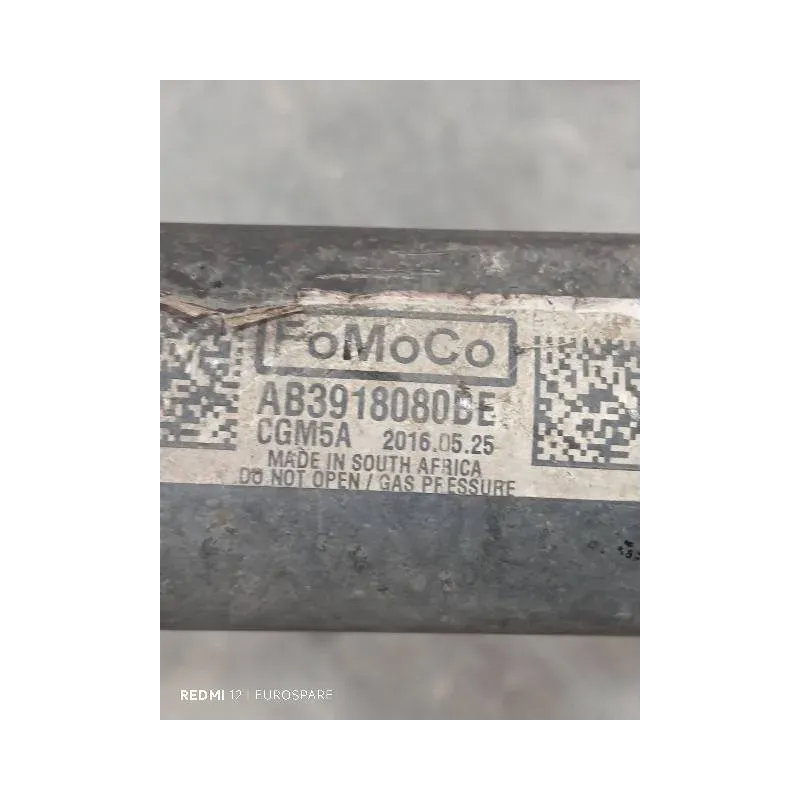 FoMoCo
AB3918080BE
CGM5A 2016.05.25
MADE IN SOUTH AFRICA
DO NOT OPEN / GAS PRESSURE
REDMI 12 | EUROSPARE